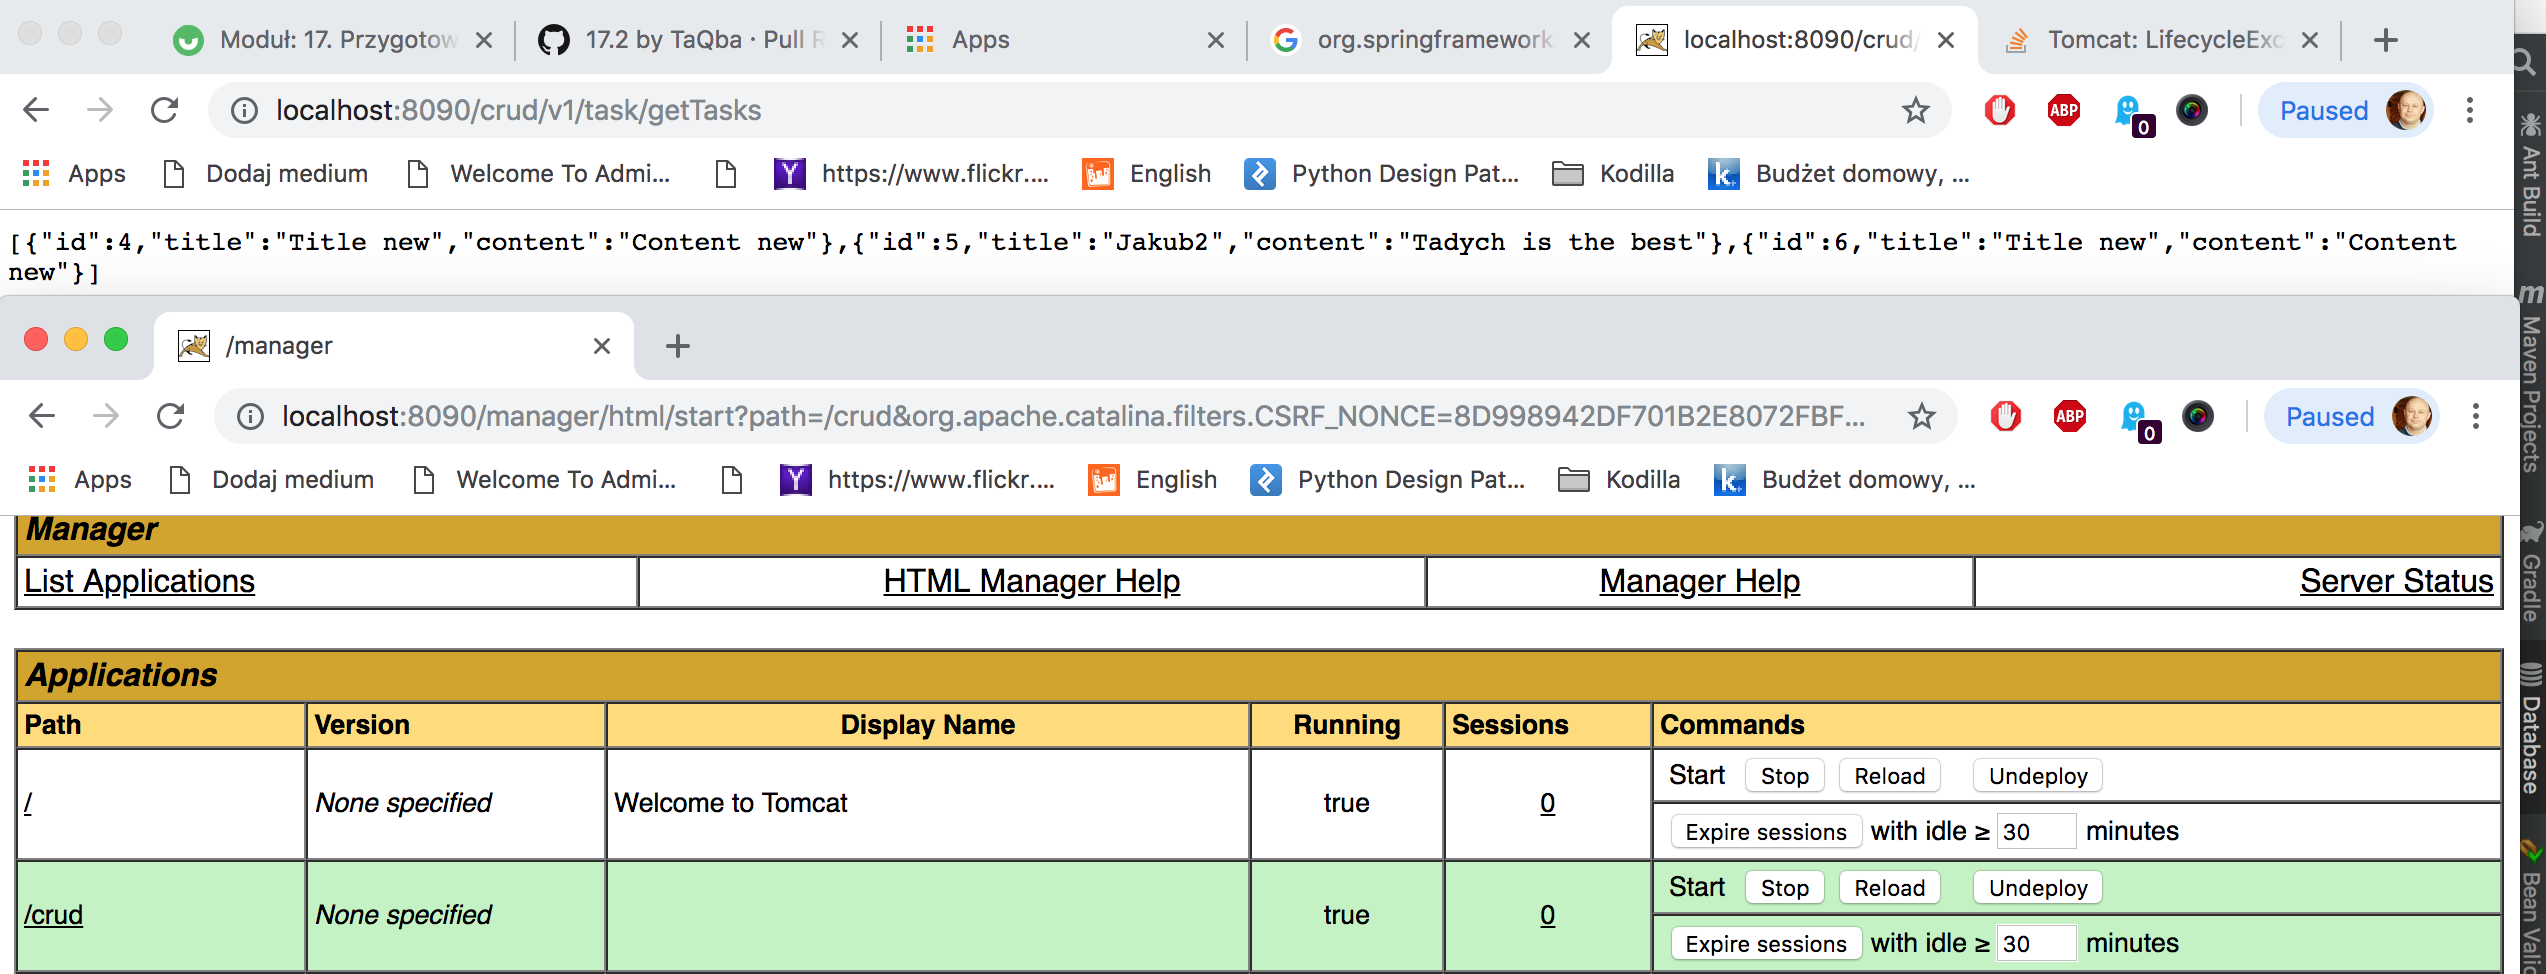 Moduł: 17. Przygotow
17.2 by TaQba · Pull R
Apps
org.springframework
localhost:8090/crud/
Tomcat: LifecycleExc
localhost:8090/crud/v1/task/getTasks
ABP
0
Paused
Apps
Dodaj medium
Welcome To Admi...
https://www.flickr....
English
Python Design Pat...
Kodilla
Budżet domowy, ...
[{"id":4,"title":"Title new","content":"Content new"},{"id":5,"title":"Jakub2","content":"Tadych is the best"},{"id":6,"title":"Title new","content":"Content
new"}]
/manager
localhost:8090/manager/html/start?path=/crud&org.apache.catalina.filters.CSRF_NONCE=8D998942DF701B2E8072FBF...
ABP
0
Paused
Apps
Dodaj medium
Welcome To Admi...
https://www.flickr....
English
Python Design Pat...
Kodilla
Budżet domowy, ...
Manager
List Applications
HTML Manager Help
Manager Help
Server Status
Applications
Path
Version
Display Name
Running
Sessions
Commands
/
None specified
Welcome to Tomcat
true
0
Start Stop Reload Undeploy
Expire sessions with idle ≥ 30 minutes
/crud
None specified
true
0
Start Stop Reload Undeploy
Expire sessions with idle ≥ 30 minutes
Ant Build
Maven Projects
Gradle
Database
Bean Valid